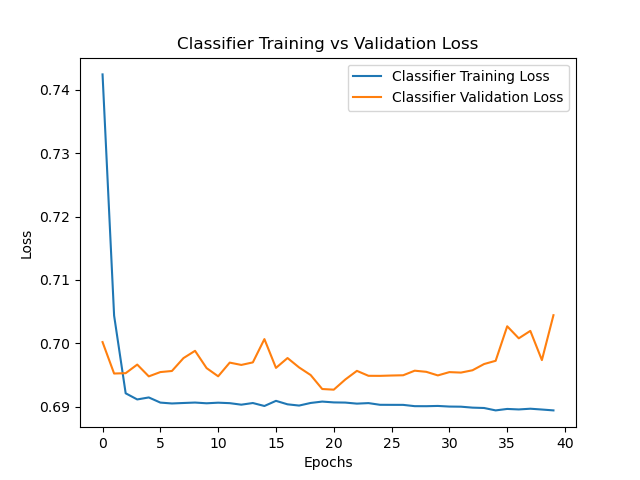 Classifier Training vs Validation Loss
Classifier Training Loss
Classifier Validation Loss
0.74
0.73
0.72
0.71
0.70
0.69
Loss
0 5 10 15 20 25 30 35 40
Epochs